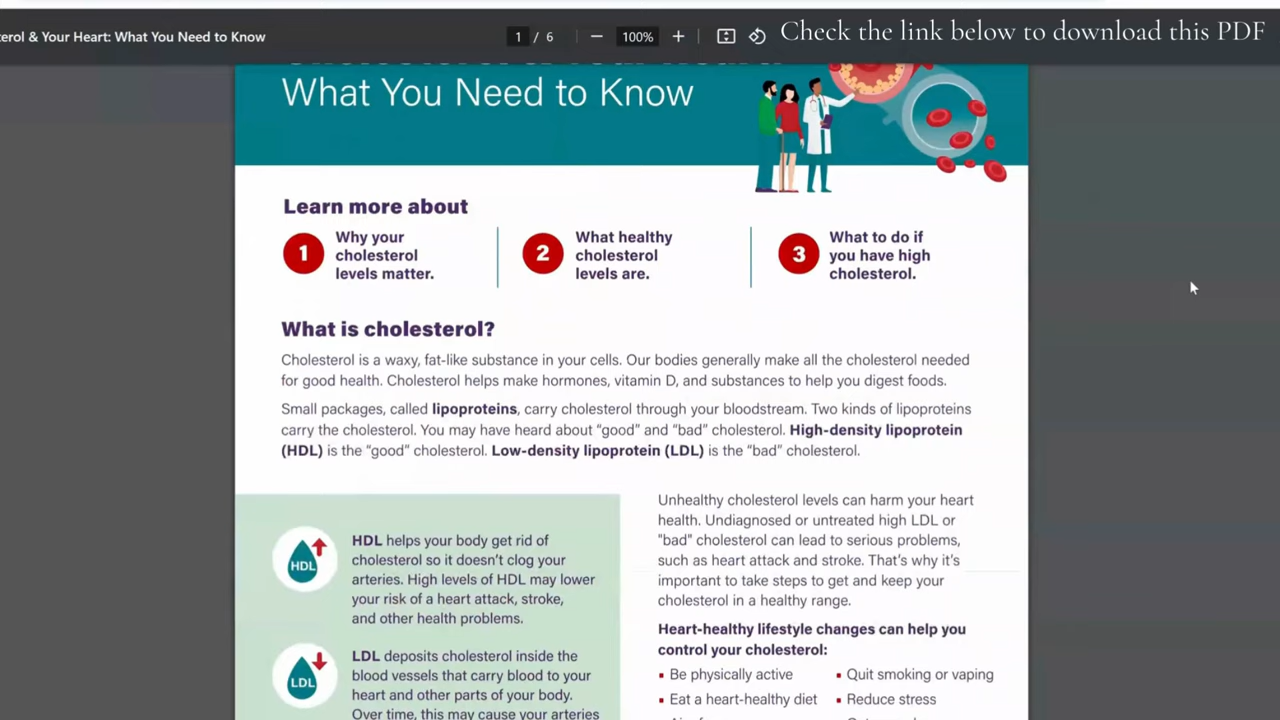 erol & Your Heart: What You Need to Know
1 / 6
100%
Check the link below to download this PDF
What You Need to Know
Learn more about
1
Why your
cholesterol
levels matter.
2
What healthy
cholesterol
levels are.
3
What to do if
you have high
cholesterol.
What is cholesterol?
Cholesterol is a waxy, fat-like substance in your cells. Our bodies generally make all the cholesterol needed
for good health. Cholesterol helps make hormones, vitamin D, and substances to help you digest foods.
Small packages, called lipoproteins, carry cholesterol through your bloodstream. Two kinds of lipoproteins
carry the cholesterol. You may have heard about “good” and “bad” cholesterol. High-density lipoprotein
(HDL) is the “good” cholesterol. Low-density lipoprotein (LDL) is the “bad” cholesterol.
HDL
HDL helps your body get rid of
cholesterol so it doesn’t clog your
arteries. High levels of HDL may lower
your risk of a heart attack, stroke,
and other health problems.
LDL
LDL deposits cholesterol inside the
blood vessels that carry blood to your
heart and other parts of your body.
Over time, this may cause your arteries
Unhealthy cholesterol levels can harm your heart
health. Undiagnosed or untreated high LDL or
"bad" cholesterol can lead to serious problems,
such as heart attack and stroke. That’s why it’s
important to take steps to get and keep your
cholesterol in a healthy range.
Heart-healthy lifestyle changes can help you
control your cholesterol:
▪ Be physically active
▪ Eat a heart-healthy diet
▪ Quit smoking or vaping
▪ Reduce stress